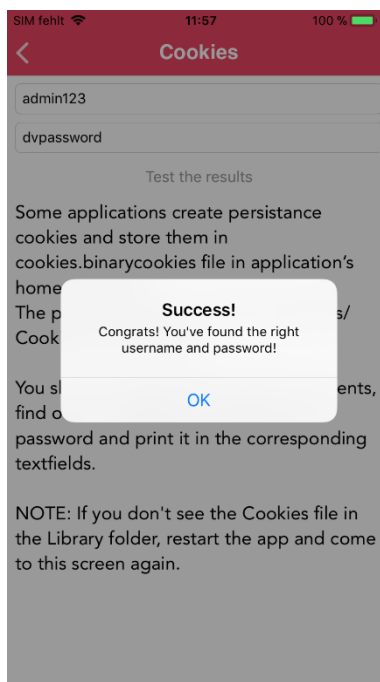 SIM fehlt 11:57 100 %
Cookies
admin123
dvpassword
Test the results
Some applications create persistance
cookies and store them in
cookies.binarycookies file in application's
home
The p s/
Cook
Success!
Congrats! You've found the right
username and password!
You sl ents,
OK
find o
password and print it in the corresponding
textfields.
NOTE: If you don't see the Cookies file in
the Library folder, restart the app and come
to this screen again.